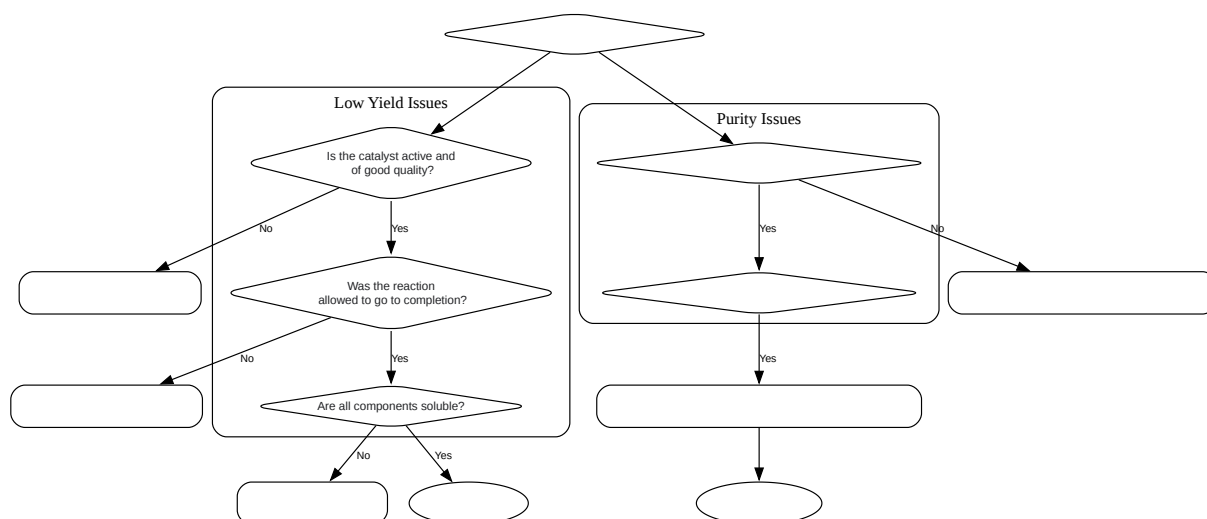 Low Yield Issues
Purity Issues
Is the catalyst active and
of good quality?
No
Yes
Yes
No
Was the reaction
allowed to go to completion?
No
Yes
Yes
Are all components soluble?
No
Yes